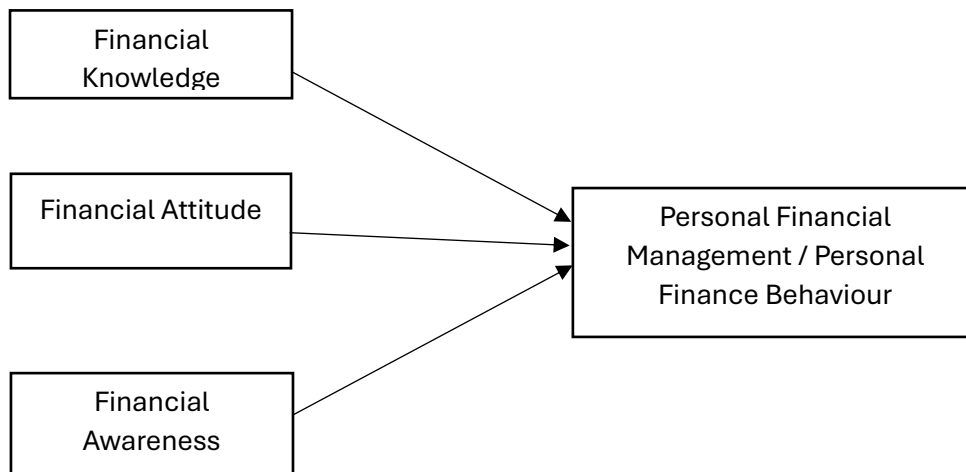 Financial
Knowledge
Financial Attitude
Personal Financial
Management / Personal
Finance Behaviour
Financial
Awareness